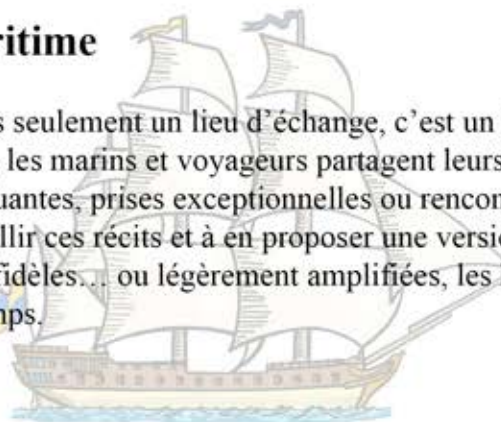 ritime
s seulement un lieu d'échange, c'est un
les marins et voyageurs partagent leurs
uantes, prises exceptionnelles ou rencon
llir ces récits et à en proposer une versi
fidèles… ou légèrement amplifiées, les
nps.